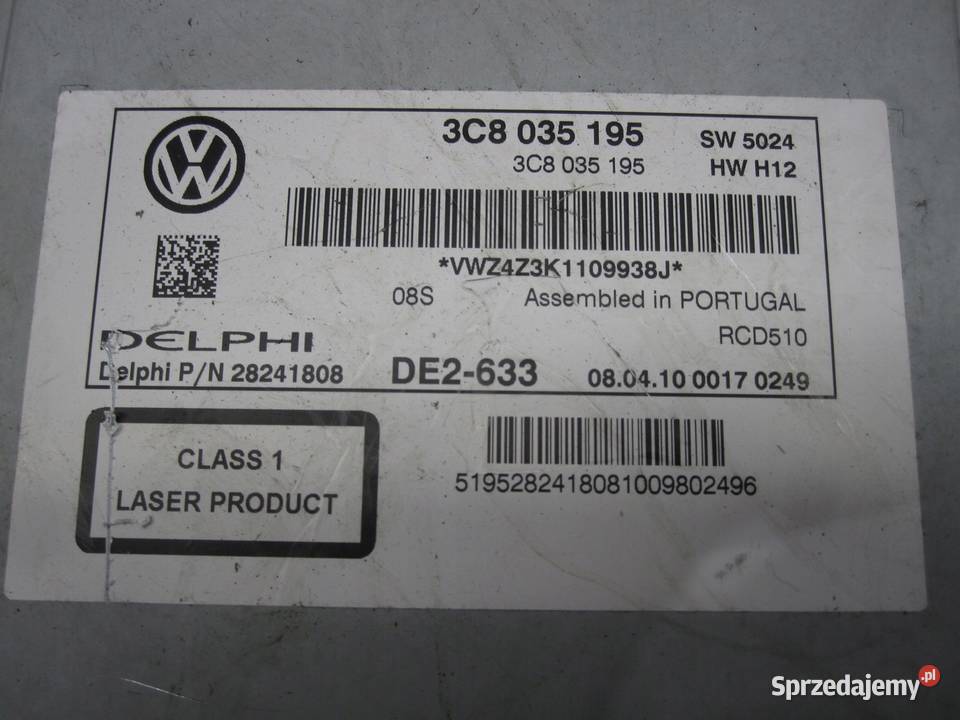 3C8 035 195 SW 5024
3C8 035 195 HW H12
*VWZ4Z3K1109938J*
08S Assembled in PORTUGAL
DELPHI RCD510
Delphi P/N 28241808 DE2-633 08.04.10 0017 0249
CLASS 1
LASER PRODUCT
5195282418081009802496
Sprzedajemy.pl